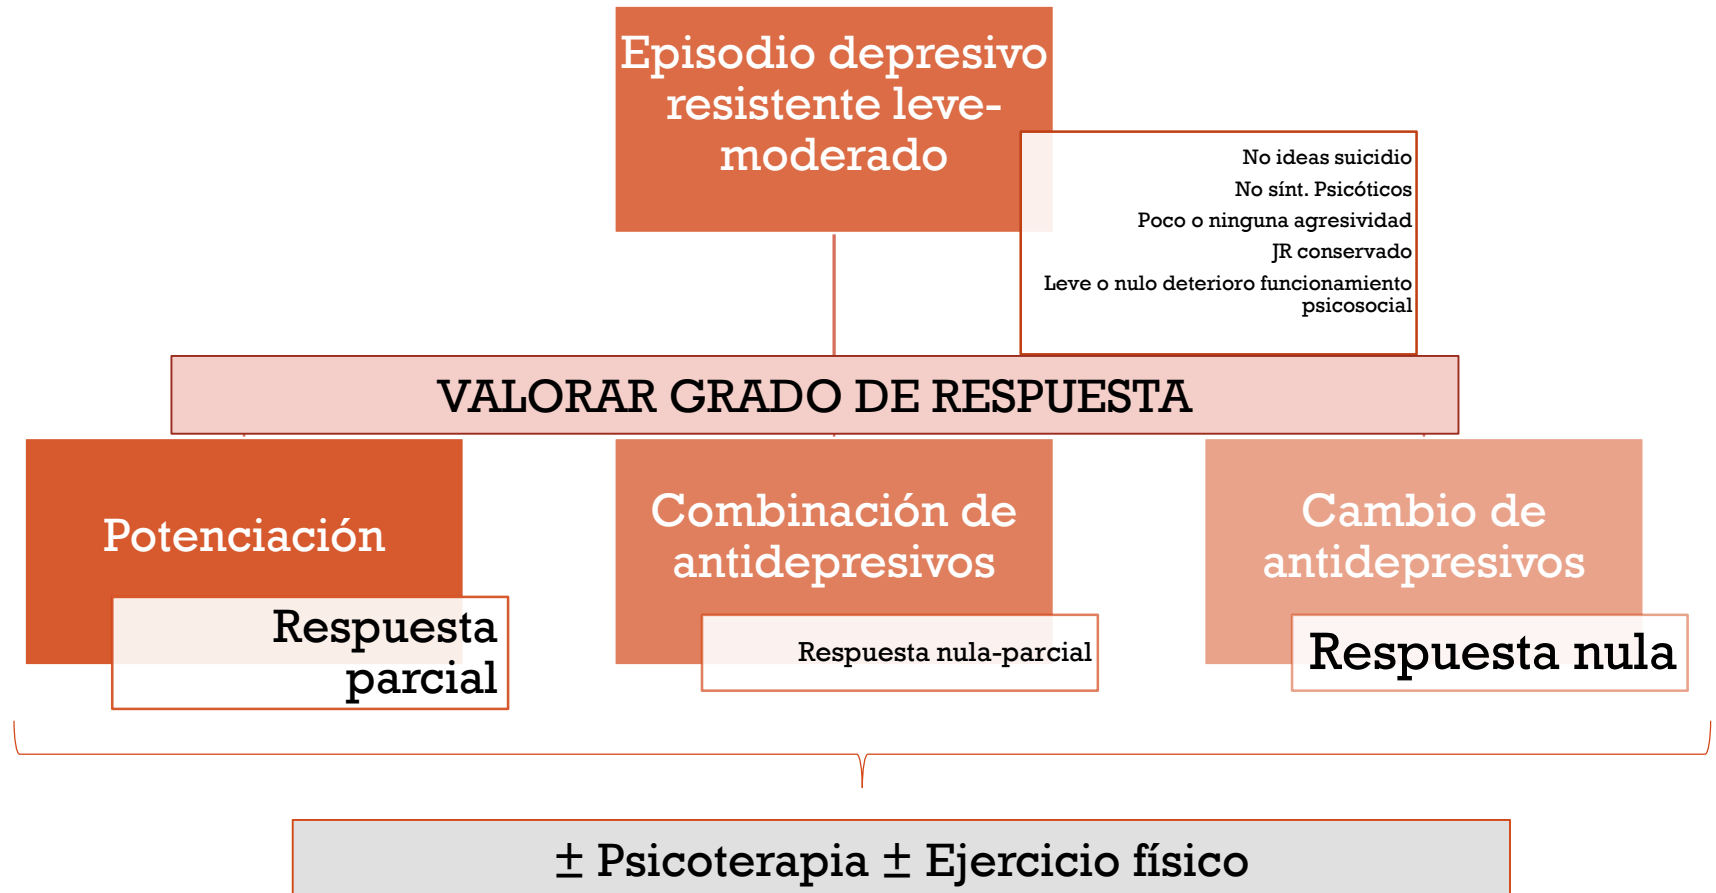 Episodio depresivo
resistente leve-
moderado
No ideas suicidio
No sínt. Psicóticos
Poco o ninguna agresividad
JR conservado
Leve o nulo deterioro funcionamiento
psicosocial
VALORAR GRADO DE RESPUESTA
Potenciación
Respuesta
parcial
Combinación de
antidepresivos
Respuesta nula-parcial
Cambio de
antidepresivos
Respuesta nula
± Psicoterapia ± Ejercicio físico